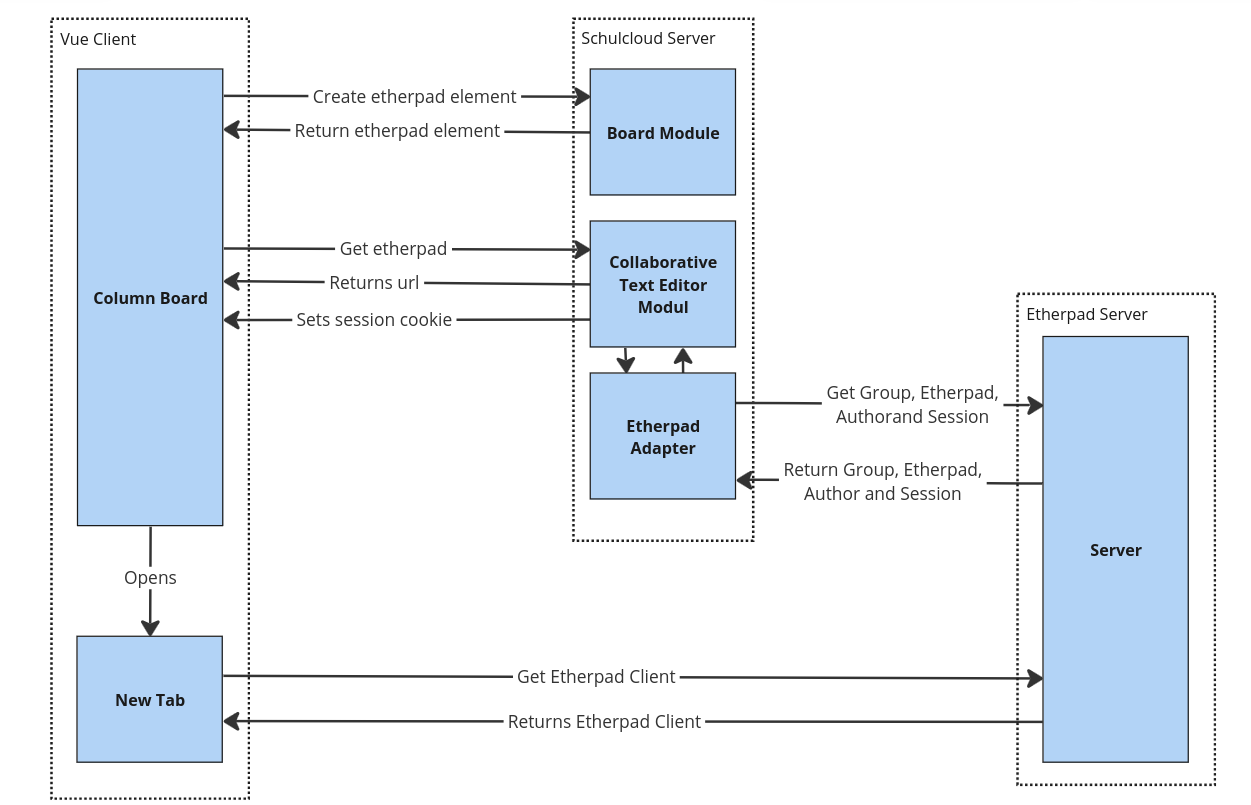 Vue Client
Schulcloud Server
Create etherpad element
Return etherpad element
Board Module
Get etherpad
Returns url
Sets session cookie
Column Board
Collaborative
Text Editor
Modul
Etherpad Server
Etherpad
Adapter
Get Group, Etherpad,
Authorand Session
Return Group, Etherpad,
Author and Session
Server
Opens
New Tab
Get Etherpad Client
Returns Etherpad Client